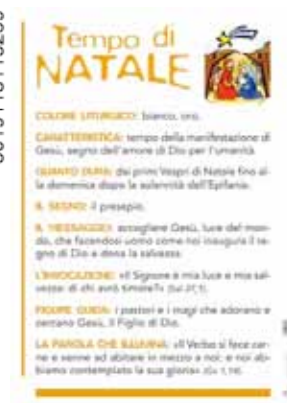 Tempo di
NATALE
COLORE LITURGICO: bianco, oro.
CARATTERISTICA: tempo della manifestazione di
Gesù, segno dell'amore di Dio per l'umanità.
QUANTO DURA: dai primi Vespri di Natale fino al-
la domenica dopo la solennità dell'Epifania.
IL SEGNO: il presepio.
IL MESSAGGIO: accogliere Gesù, luce del mon-
do, che facendosi uomo come noi inaugura il re-
gno di Dio e dona la salvezza.
L'INVOCAZIONE: «Il Signore è mia luce e mia sal-
vezza: di chi avrò timore?» (Sal 27,1).
FIGURE GUIDA: i pastori e i magi che adorano e
cercano Gesù, il Figlio di Dio.
LA PAROLA CHE ILLUMINA: «Il Verbo si fece car-
ne e venne ad abitare in mezzo a noi; e noi ab-
biamo contemplato la sua gloria» (Gv 1,14).